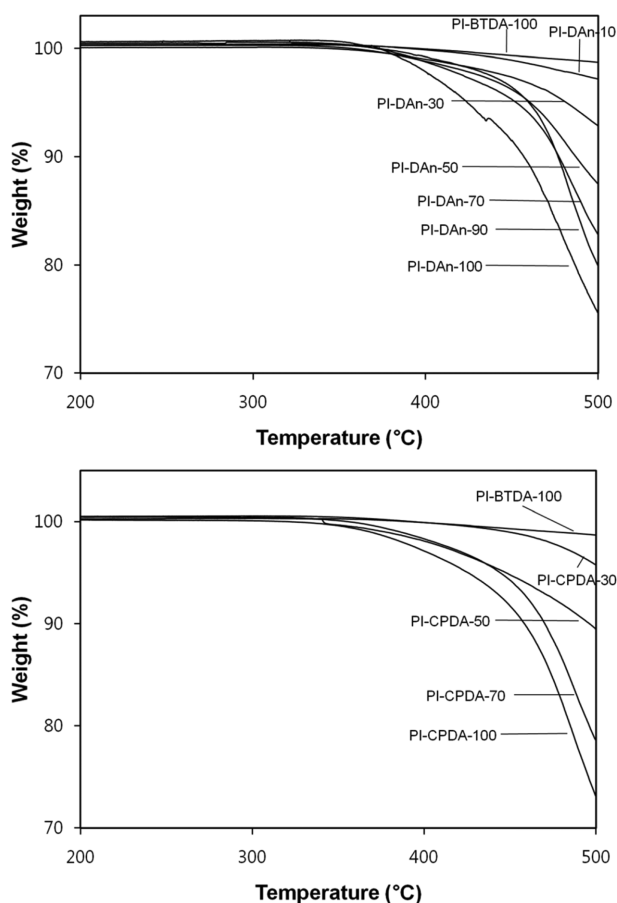 PI-BTDA-100
PI-DAn-10
100
PI-DAn-30
90
PI-DAn-50
PI-DAn-70
PI-DAn-90
80
PI-DAn-100
70
200 300 400 500
Weight (%)
Temperature (°C)
PI-BTDA-100
100
PI-CPDA-30
90
PI-CPDA-50
PI-CPDA-70
80
PI-CPDA-100
70
200 300 400 500
Weight (%)
Temperature (°C)